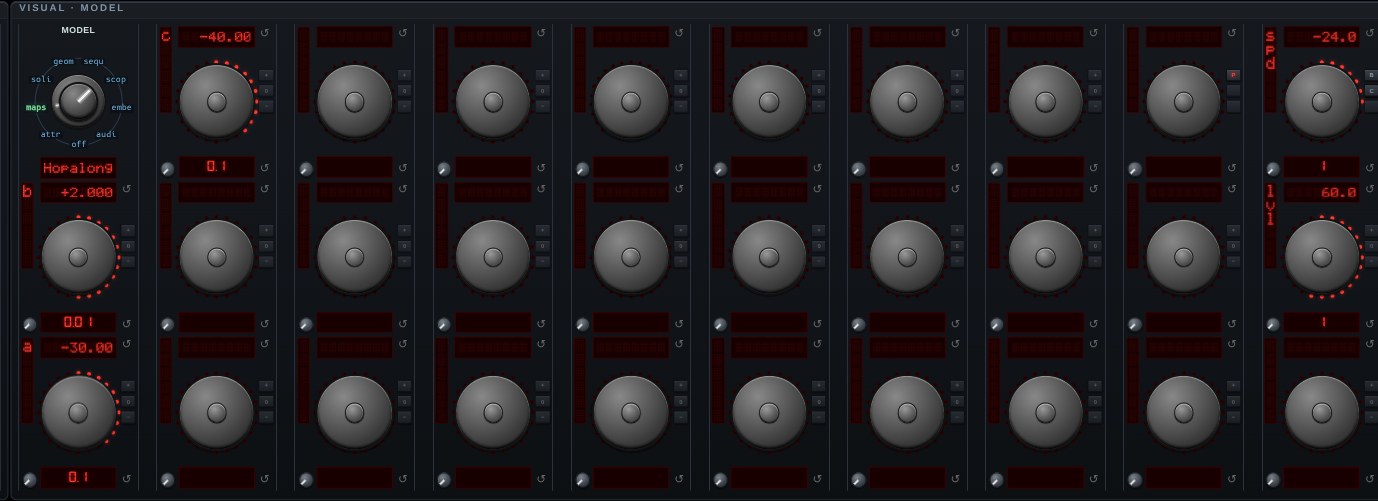 VISUAL · MODEL
MODEL
geom sequ
soli scop
maps embe
attr audi
off
Hopalong
b +2.000
0.01
a -30.00
0.1
c -40.00
0.1
P
spd -24.0
B
C
1
lvl 60.0
1